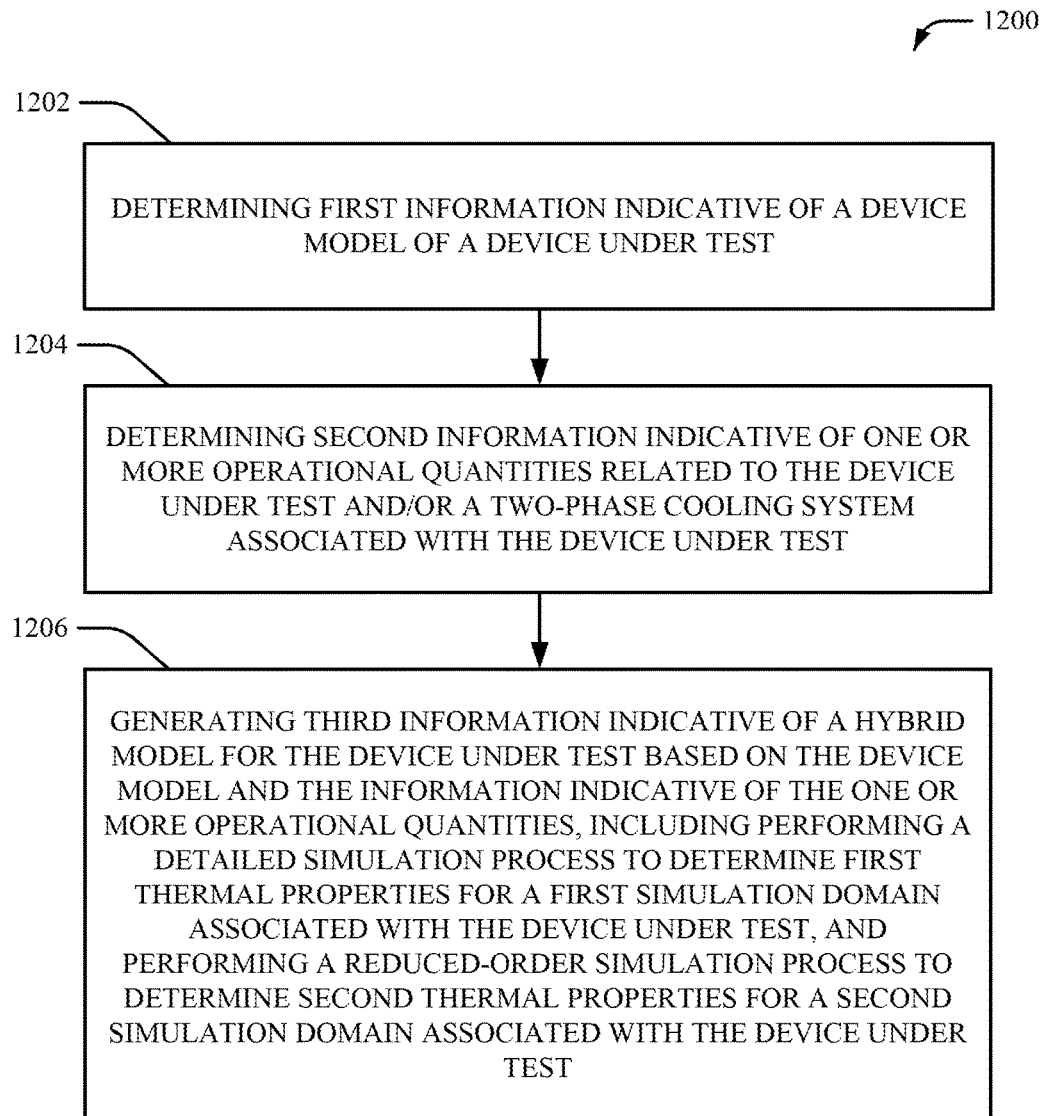 1200
1202
DETERMINING FIRST INFORMATION INDICATIVE OF A DEVICE
MODEL OF A DEVICE UNDER TEST
1204
DETERMINING SECOND INFORMATION INDICATIVE OF ONE OR
MORE OPERATIONAL QUANTITIES RELATED TO THE DEVICE
UNDER TEST AND/OR A TWO-PHASE COOLING SYSTEM
ASSOCIATED WITH THE DEVICE UNDER TEST
1206
GENERATING THIRD INFORMATION INDICATIVE OF A HYBRID
MODEL FOR THE DEVICE UNDER TEST BASED ON THE DEVICE
MODEL AND THE INFORMATION INDICATIVE OF THE ONE OR
MORE OPERATIONAL QUANTITIES, INCLUDING PERFORMING A
DETAILED SIMULATION PROCESS TO DETERMINE FIRST
THERMAL PROPERTIES FOR A FIRST SIMULATION DOMAIN
ASSOCIATED WITH THE DEVICE UNDER TEST, AND
PERFORMING A REDUCED-ORDER SIMULATION PROCESS TO
DETERMINE SECOND THERMAL PROPERTIES FOR A SECOND
SIMULATION DOMAIN ASSOCIATED WITH THE DEVICE UNDER
TEST